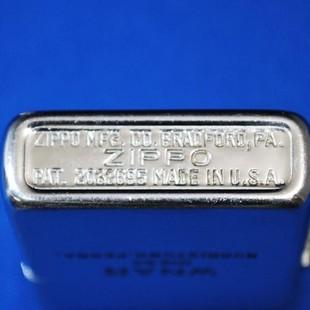 ZIPPO MFG. CO. BRADFORD, PA.
ZIPPO
PAT. 2032695 MADE IN U.S.A.